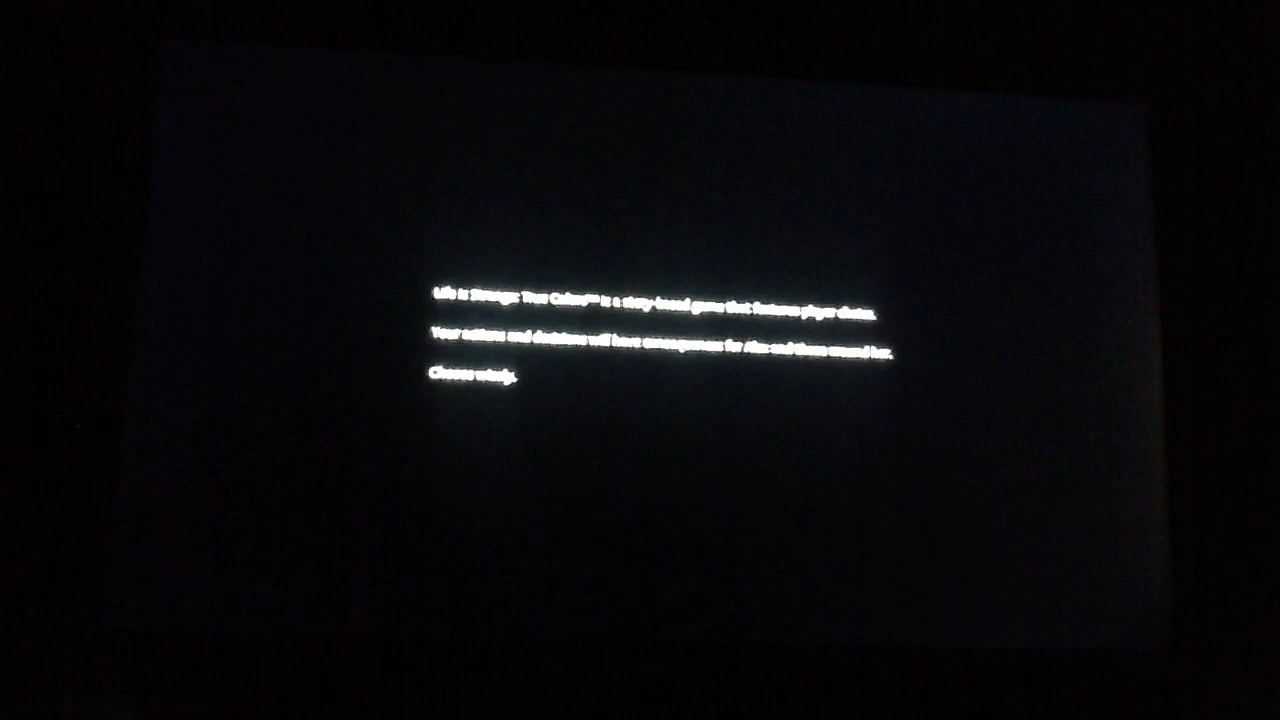 Life is Strange: True Colors™ is a story-based game that features player choice.
Your actions and decisions will have consequences for Alex and those around her.
Choose wisely.